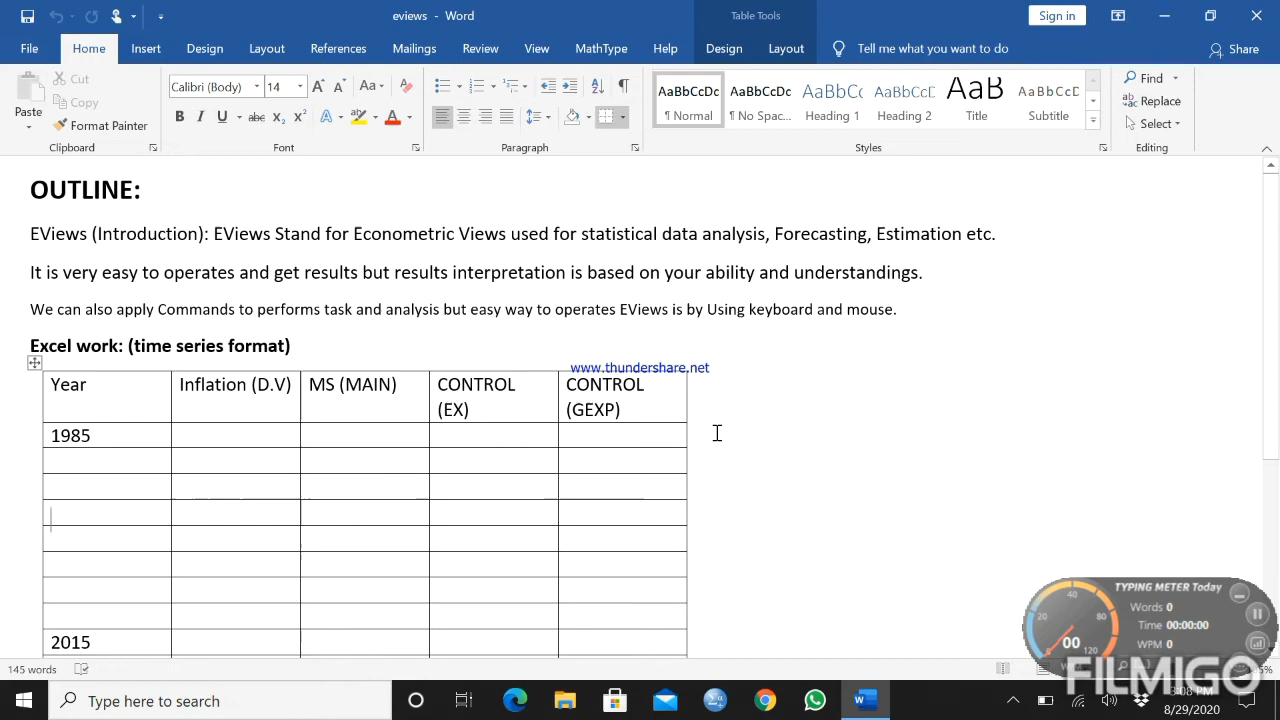 eviews - Word
Table Tools
Sign in
File Home Insert Design Layout References Mailings Review View MathType Help Design Layout Tell me what you want to do Share
Cut
Copy
Paste
Format Painter
Clipboard
Calibri (Body) 14
Font
Paragraph
AaBbCcDc AaBbCcDc AaBbCc AaBbCcC AaB AaBbCcD
¶ Normal ¶ No Spac... Heading 1 Heading 2 Title Subtitle
Styles
Find
Replace
Select
Editing
OUTLINE:
EViews (Introduction): EViews Stand for Econometric Views used for statistical data analysis, Forecasting, Estimation etc.
It is very easy to operates and get results but results interpretation is based on your ability and understandings.
We can also apply Commands to performs task and analysis but easy way to operates EViews is by Using keyboard and mouse.
Excel work: (time series format)
www.thundershare.net
Year Inflation (D.V) MS (MAIN) CONTROL (EX) CONTROL (GEXP)
1985
2015
TYPING METER Today
Words 0
Time 00:00:00
WPM 0
20 40 80 120
00
FILMIGO
145 words
Type here to search
3:08 PM
8/29/2020